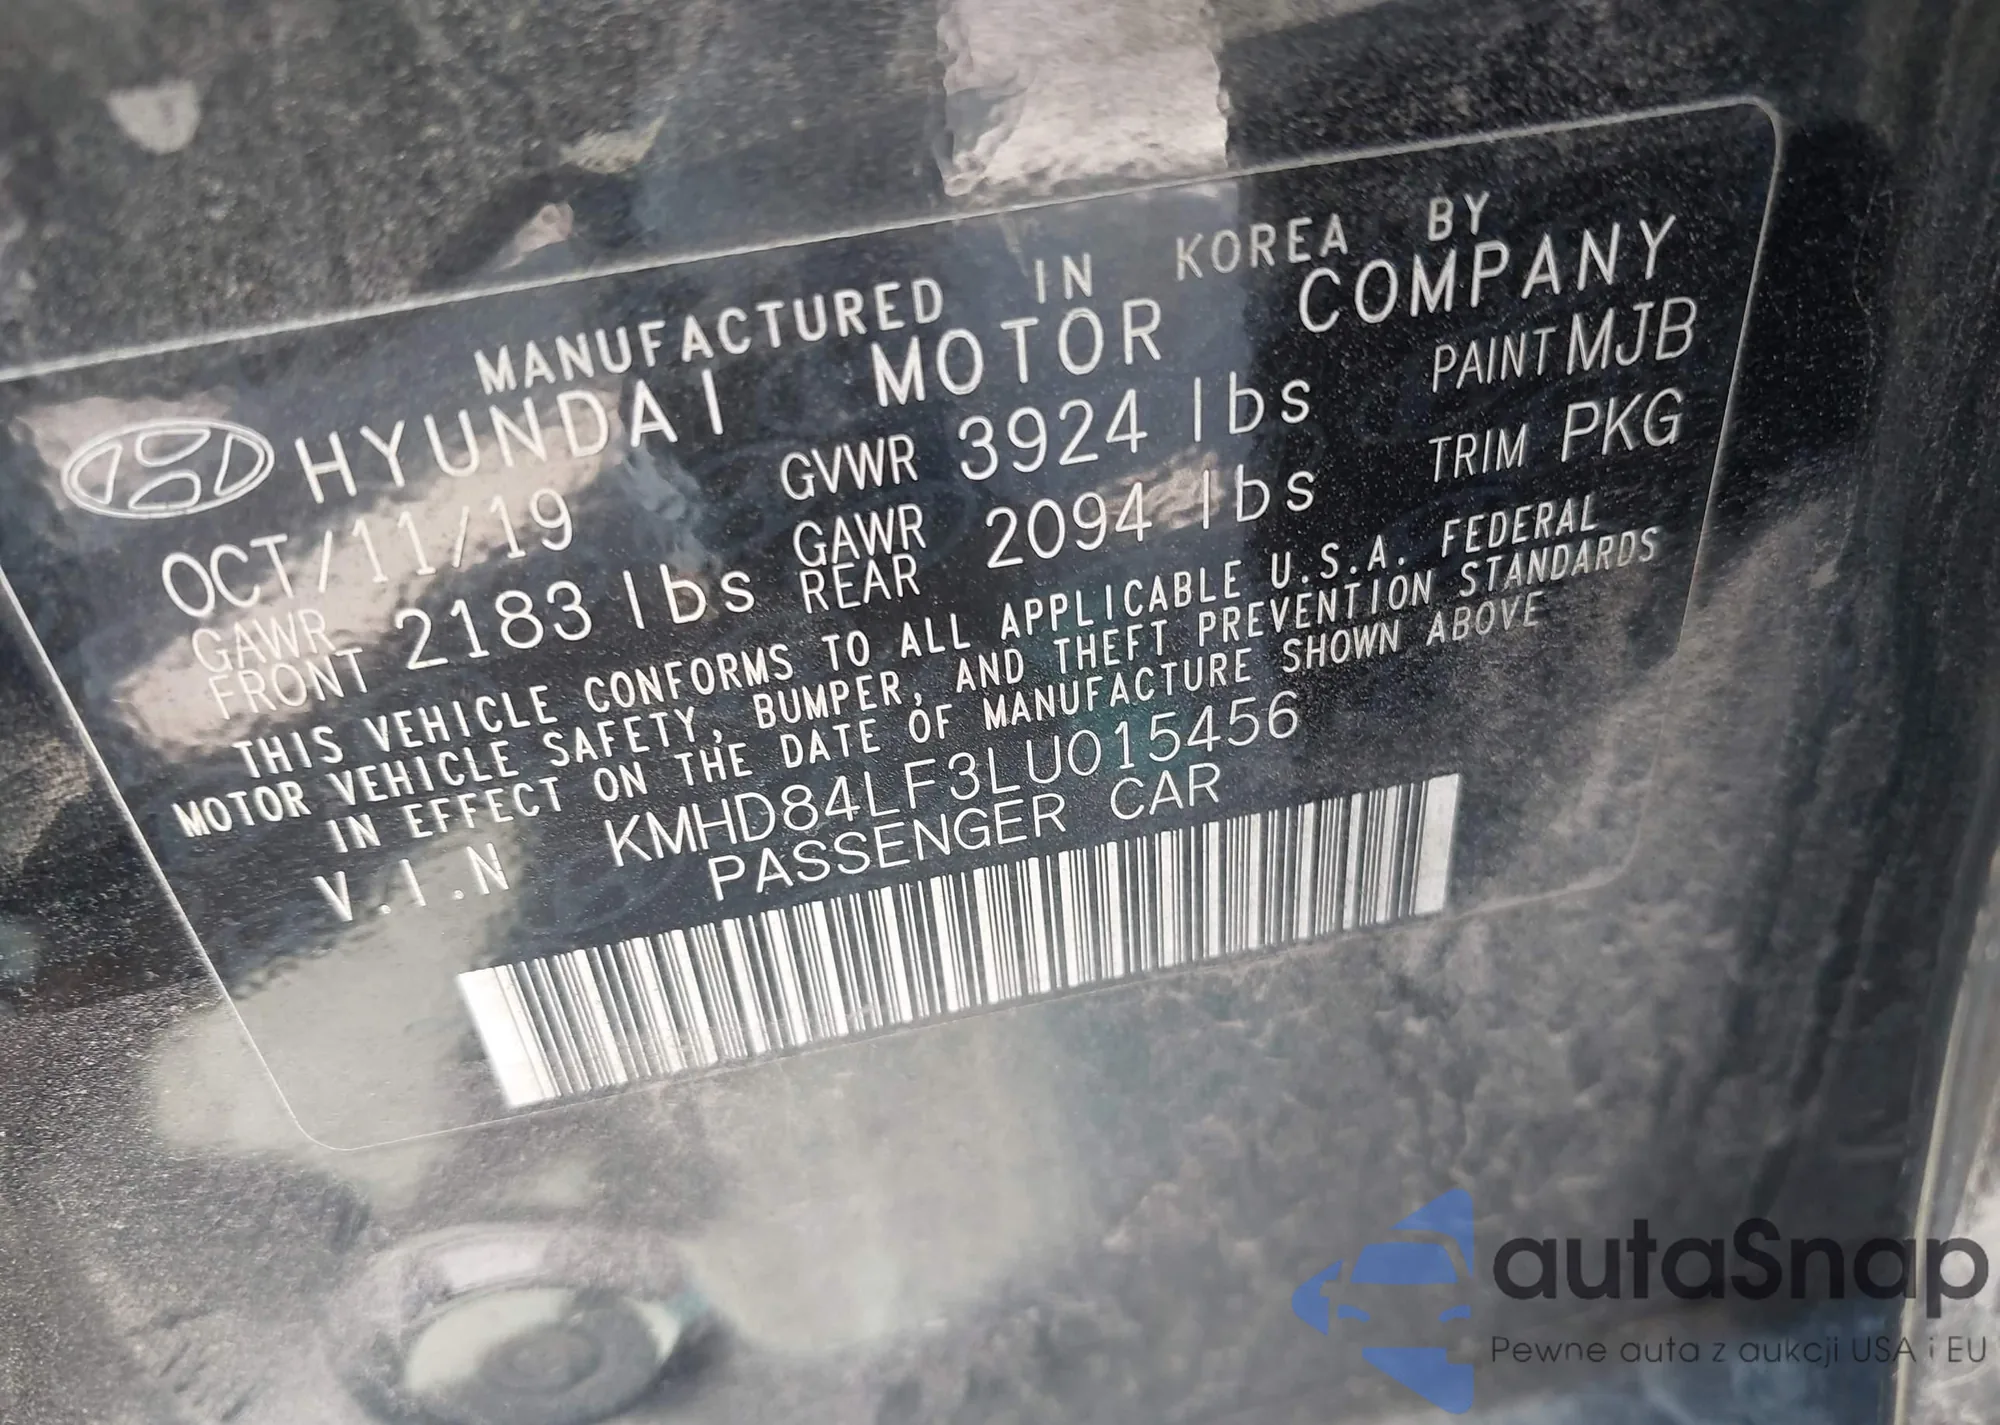 MANUFACTURED IN KOREA BY
HYUNDAI MOTOR COMPANY
OCT/11/19 GVWR 3924 lbs PAINT MJB
GAWR FRONT 2183 lbs GAWR REAR 2094 lbs TRIM PKG
THIS VEHICLE CONFORMS TO ALL APPLICABLE U.S.A. FEDERAL
MOTOR VEHICLE SAFETY, BUMPER, AND THEFT PREVENTION STANDARDS
IN EFFECT ON THE DATE OF MANUFACTURE SHOWN ABOVE
V.I.N KMHD84LF3LU015456
PASSENGER CAR
autaSnap
Pewne auta z aukcji USA i EU